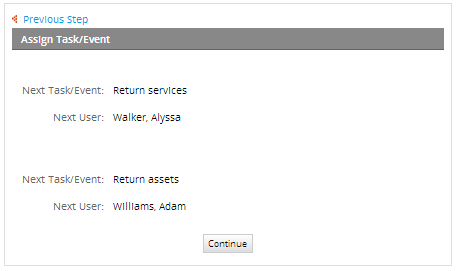 Previous Step
Assign Task/Event
Next Task/Event: Return services
Next User: Walker, Alyssa
Next Task/Event: Return assets
Next User: Williams, Adam
Continue